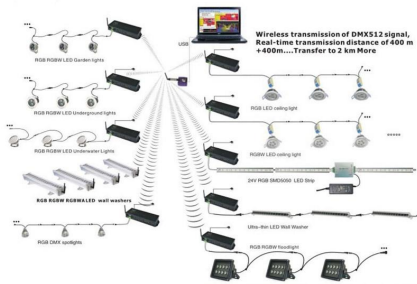 Wireless transmission of DMX512 signal,
Real-time transmission distance of 400 m
+400m....Transfer to 2 km More
USB
RGB RGBW LED Garden lights
RGB RGBW LED Underground lights
RGB RGBW LED Underwater Lights
RGB RGBW RGBWA LED wall washers
RGB DMX spotlights
RGB LED ceiling light
RGBW LED ceiling light
24V RGB SMD5050 LED Strip
Ultra-thin LED Wall Washer
RGB RGBW floodlight